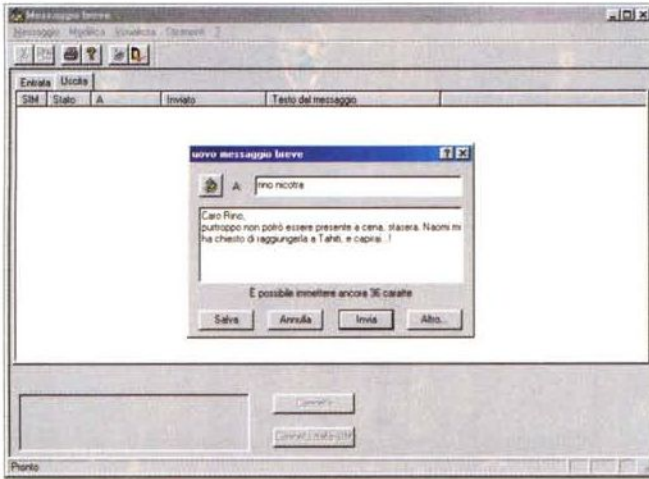 Messaggio breve
Messaggio Modifica Visualizza Strumenti ?
Entrata Uscita
SIM Stato A Inviato Testo del messaggio
uovo messaggio breve
A: rino nicotra
Caro Rino,
purtroppo non potrò essere presente a cena, stasera. Naomi mi
ha chiesto di raggiungerla a Tahiti, e capirai...!
È possibile immettere ancora 36 caratte
Salva Annulla Invia Altro...
Connetti
Pronto